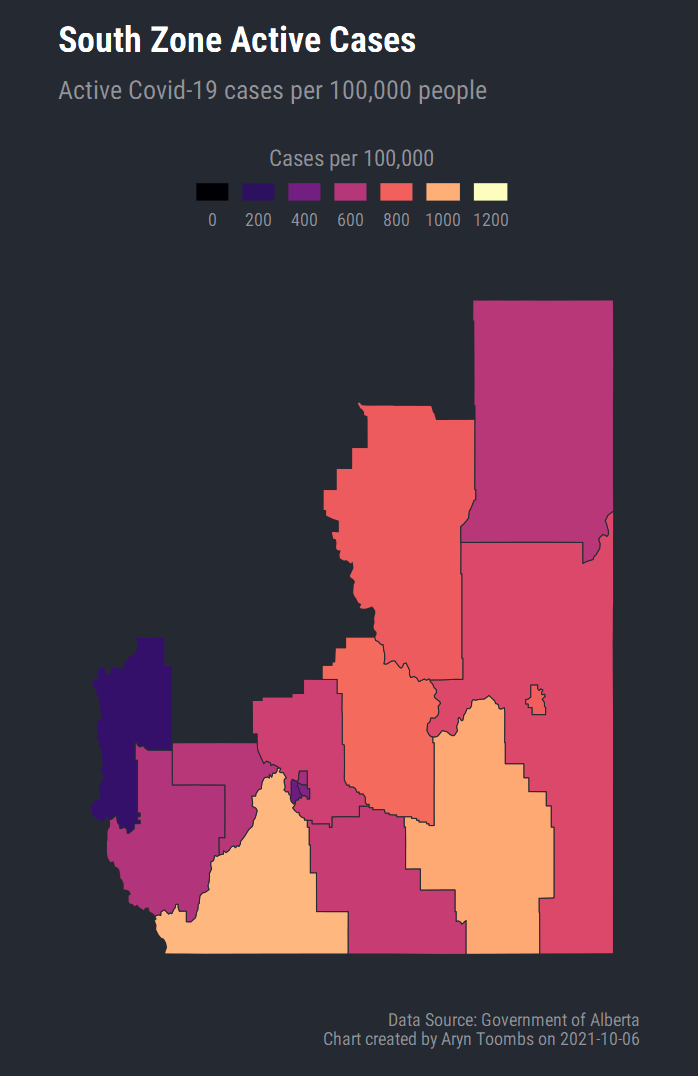 South Zone Active Cases
Active Covid-19 cases per 100,000 people
Cases per 100,000
0 200 400 600 800 1000 1200
Data Source: Government of Alberta
Chart created by Aryn Toombs on 2021-10-06